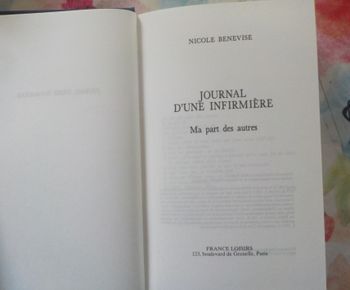 NICOLE BENEVISE
JOURNAL
D'UNE INFIRMIÈRE
Ma part des autres
FRANCE LOISIRS
123, boulevard de Grenelle, Paris